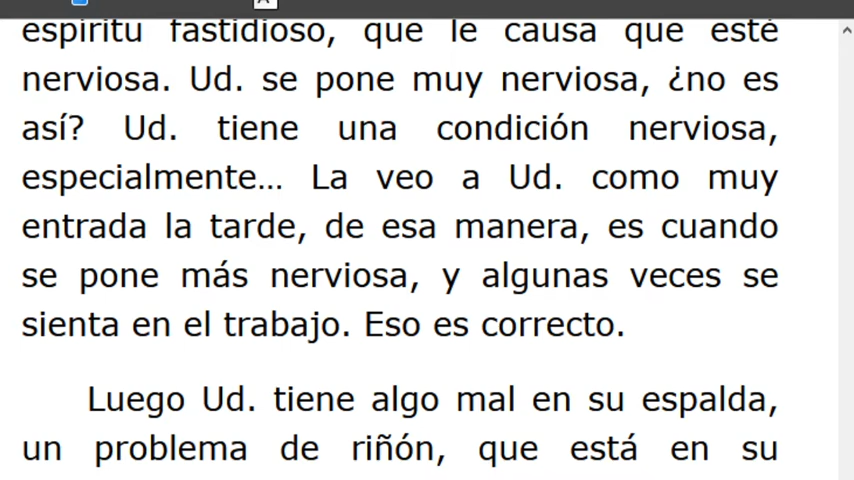 espíritu fastidioso, que le causa que esté
nerviosa. Ud. se pone muy nerviosa, ¿no es
así? Ud. tiene una condición nerviosa,
especialmente... La veo a Ud. como muy
entrada la tarde, de esa manera, es cuando
se pone más nerviosa, y algunas veces se
sienta en el trabajo. Eso es correcto.
Luego Ud. tiene algo mal en su espalda,
un problema de riñón, que está en su